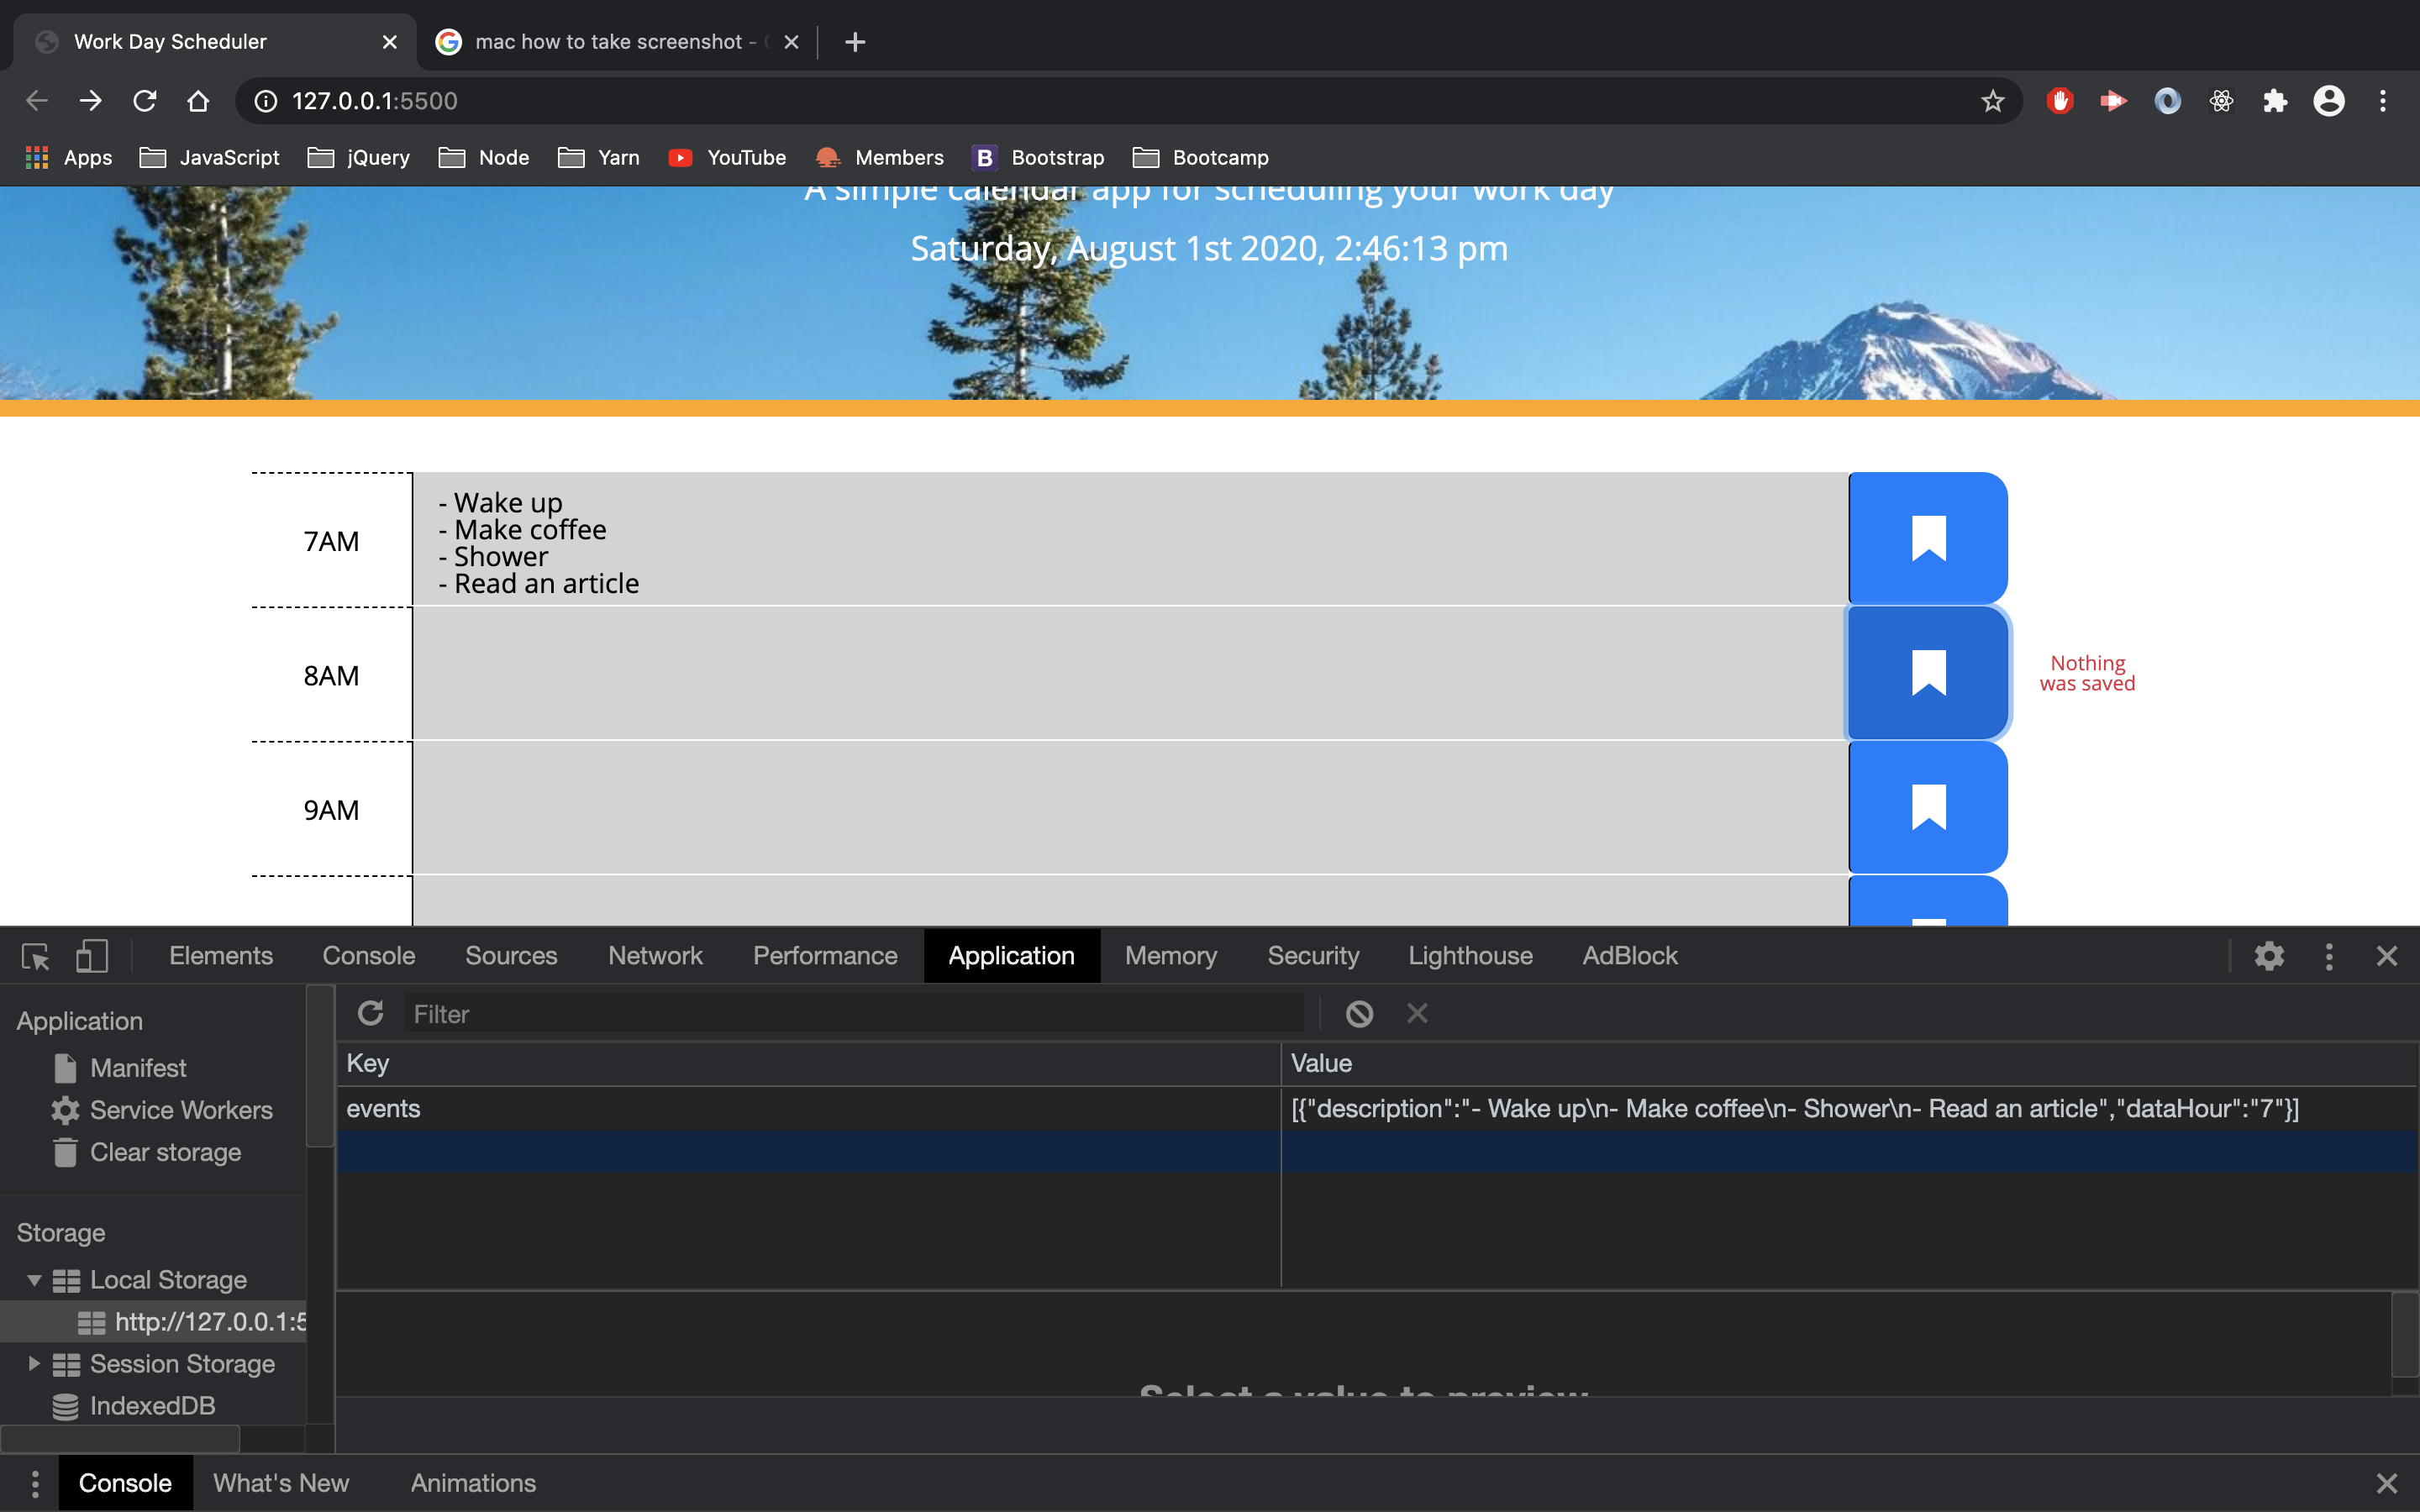 Work Day Scheduler
mac how to take screenshot -
127.0.0.1:5500
Apps JavaScript jQuery Node Yarn YouTube Members B Bootstrap Bootcamp
A simple calendar app for scheduling your work day
Saturday, August 1st 2020, 2:46:13 pm
7AM
- Wake up
- Make coffee
- Shower
- Read an article
8AM
Nothing
was saved
9AM
Elements Console Sources Network Performance Application Memory Security Lighthouse AdBlock
Application
Manifest
Service Workers
Clear storage
Storage
Local Storage
http://127.0.0.1:5
Session Storage
IndexedDB
Filter
Key Value
events [{"description":"- Wake up\n- Make coffee\n- Shower\n- Read an article","dataHour":"7"}]
Select a value to preview
Console What's New Animations